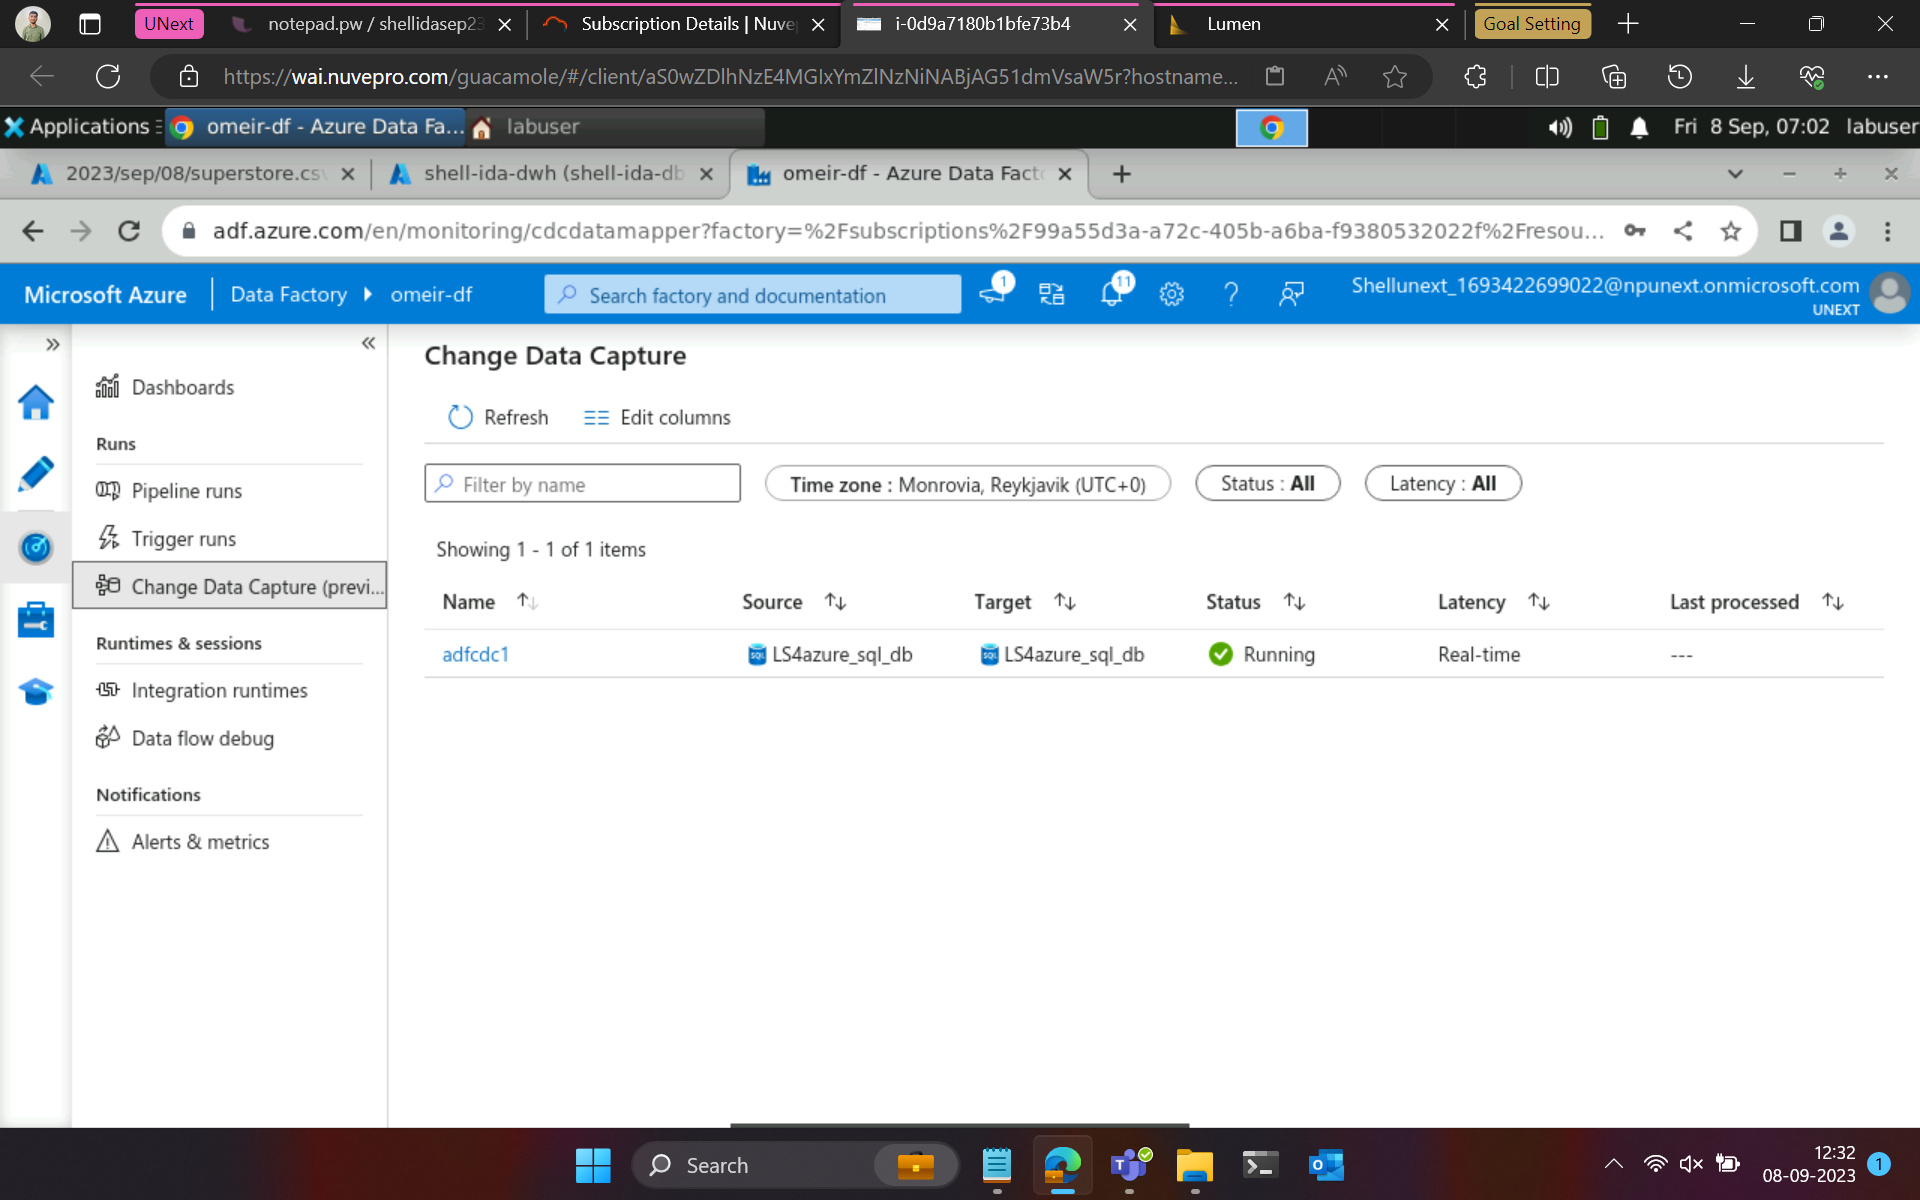 UNext
notepad.pw / shellidasep23
Subscription Details | Nuvep
i-0d9a7180b1bfe73b4
Lumen
Goal Setting
https://wai.nuvepro.com/guacamole/#/client/aS0wZDlhNzE4MGIxYmZlNzNiNABjAG51dmVsaW5r?hostname...
Applications
omeir-df - Azure Data Fa...
labuser
Fri 8 Sep, 07:02
labuser
2023/sep/08/superstore.csv
shell-ida-dwh (shell-ida-db
omeir-df - Azure Data Facto
adf.azure.com/en/monitoring/cdcdatamapper?factory=%2Fsubscriptions%2F99a55d3a-a72c-405b-a6ba-f9380532022f%2Fresou...
Microsoft Azure
Data Factory
omeir-df
Search factory and documentation
1
11
Shellunext_1693422699022@npunext.onmicrosoft.com
UNEXT
Dashboards
Runs
Pipeline runs
Trigger runs
Change Data Capture (previ...
Runtimes & sessions
Integration runtimes
Data flow debug
Notifications
Alerts & metrics
Change Data Capture
Refresh
Edit columns
Filter by name
Time zone : Monrovia, Reykjavik (UTC+0)
Status : All
Latency : All
Showing 1 - 1 of 1 items
Name Source Target Status Latency Last processed
adfcdc1 LS4azure_sql_db LS4azure_sql_db Running Real-time ---
Search
12:32
08-09-2023
1